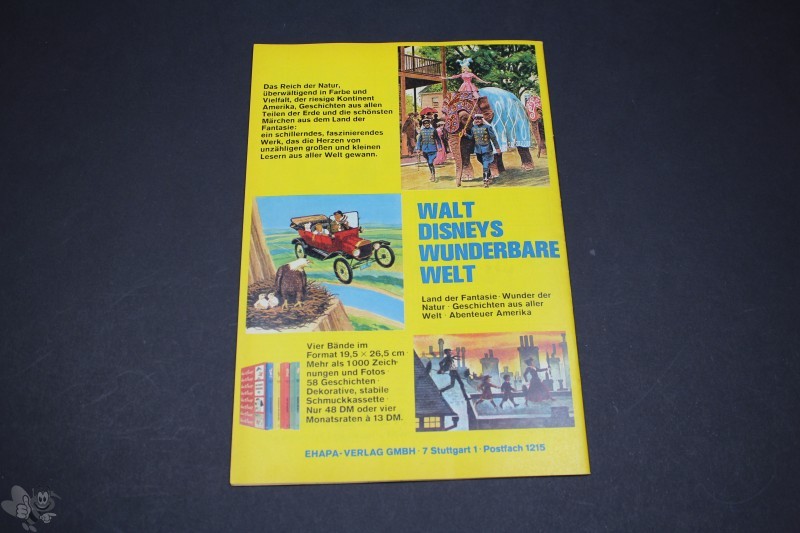 Das Reich der Natur,
überwältigend in Farbe und
Vielfalt, der riesige Kontinent
Amerika, Geschichten aus allen
Teilen der Erde und die schönsten
Märchen aus dem Land der
Fantasie:
ein schillerndes, faszinierendes
Werk, das die Herzen von
unzähligen großen und kleinen
Lesern aus aller Welt gewann.
WALT
DISNEYS
WUNDERBARE
WELT
Land der Fantasie · Wunder der
Natur · Geschichten aus aller
Welt · Abenteuer Amerika
Vier Bände im
Format 19,5 × 26,5 cm ·
Mehr als 1000 Zeich-
nungen und Fotos ·
58 Geschichten ·
Dekorative, stabile
Schmuckkassette ·
Nur 48 DM oder vier
Monatsraten à 13 DM.
EHAPA-VERLAG GMBH · 7 Stuttgart 1 · Postfach 1215